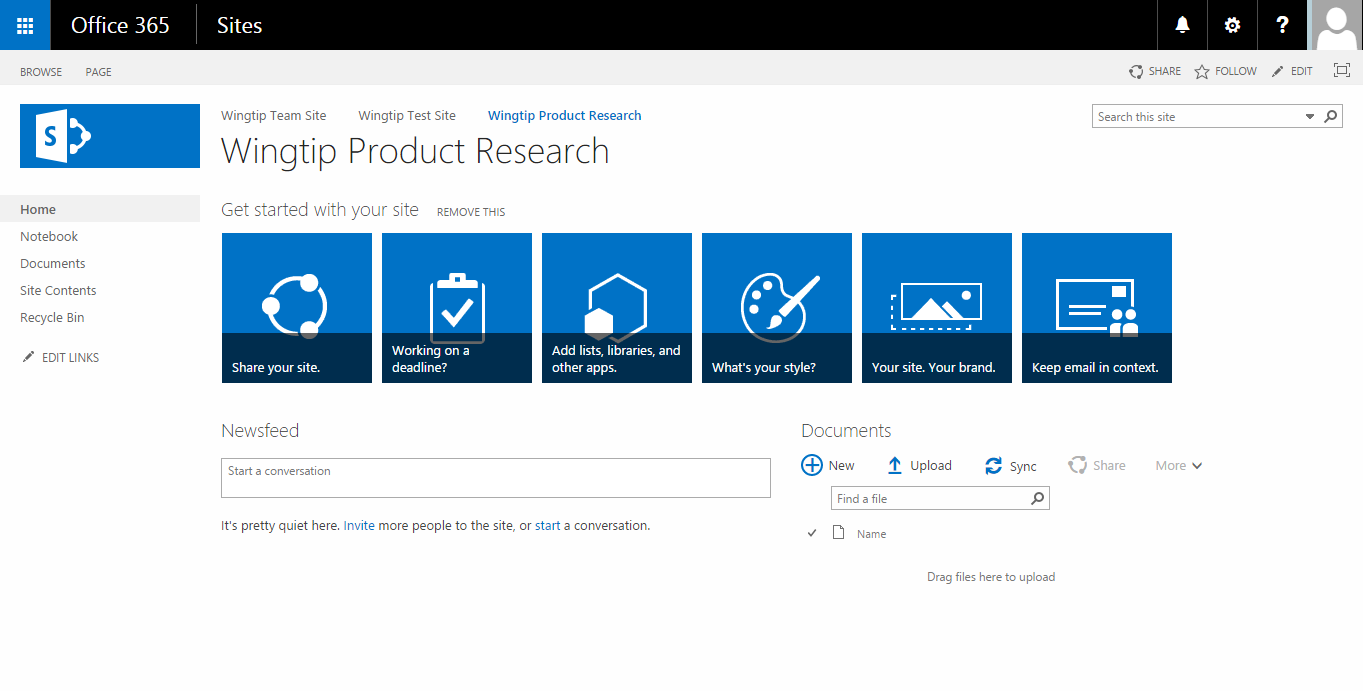 Office 365
Sites
?
BROWSE
PAGE
SHARE
FOLLOW
EDIT
S
Wingtip Team Site
Wingtip Test Site
Wingtip Product Research
Search this site
Wingtip Product Research
Home
Notebook
Documents
Site Contents
Recycle Bin
EDIT LINKS
Get started with your site
REMOVE THIS
Share your site.
Working on a
deadline?
Add lists, libraries, and
other apps.
What's your style?
Your site. Your brand.
Keep email in context.
Newsfeed
Start a conversation
It's pretty quiet here. Invite more people to the site, or start a conversation.
Documents
New
Upload
Sync
Share
More
Find a file
Name
Drag files here to upload